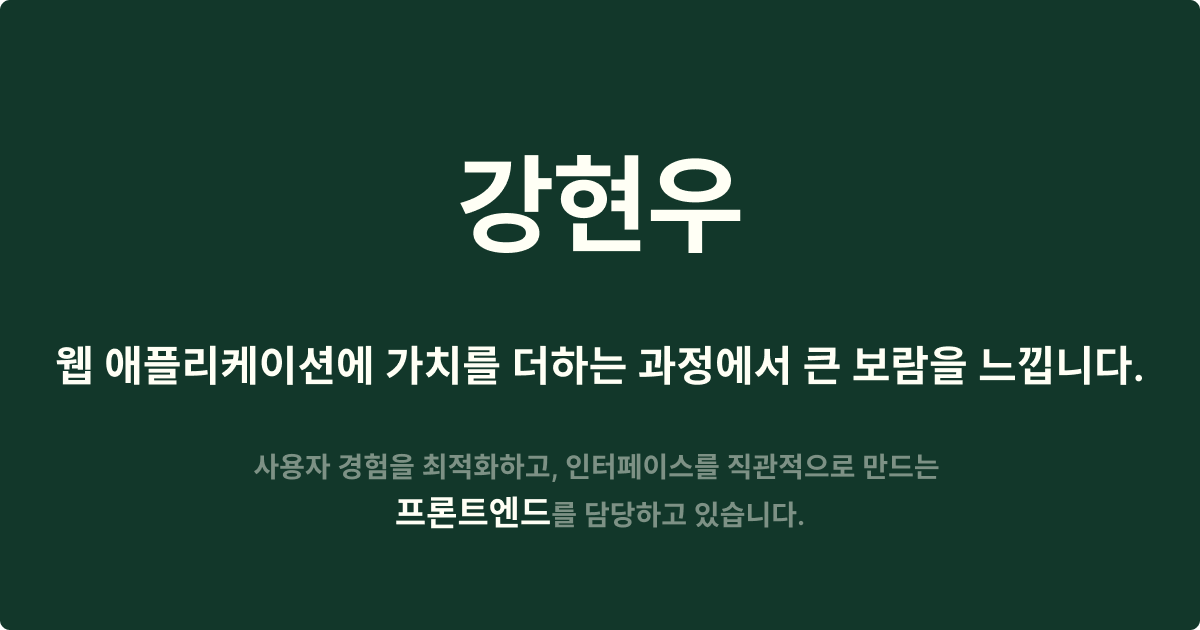 강현우
웹 애플리케이션에 가치를 더하는 과정에서 큰 보람을 느낍니다.
사용자 경험을 최적화하고, 인터페이스를 직관적으로 만드는
프론트엔드를 담당하고 있습니다.